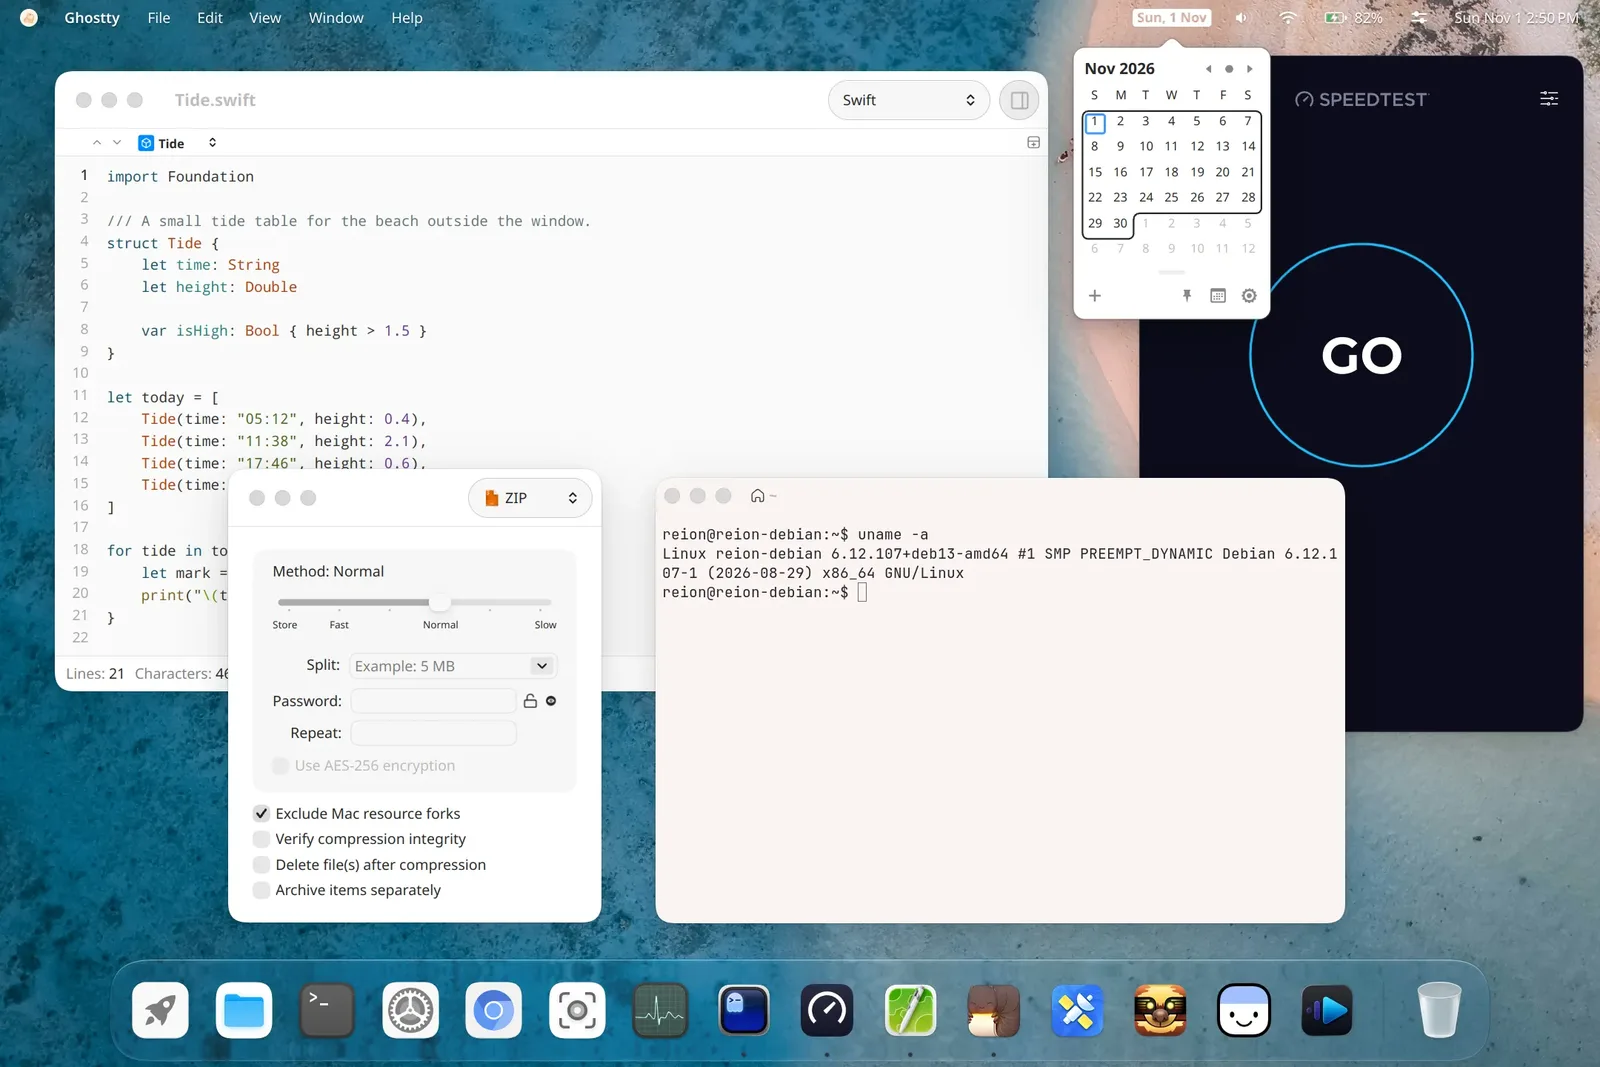 Ghostty File Edit View Window Help
Sun, 1 Nov 82% Sun Nov 1 2:50 PM
Tide.swift
Swift
Tide
1 import Foundation
2
3 /// A small tide table for the beach outside the window.
4 struct Tide {
5 let time: String
6 let height: Double
7
8 var isHigh: Bool { height > 1.5 }
9 }
10
11 let today = [
12 Tide(time: "05:12", height: 0.4),
13 Tide(time: "11:38", height: 2.1),
14 Tide(time: "17:46", height: 0.6),
15 Tide(time:
16 ]
17
18 for tide in to
19 let mark =
20 print("\(t
21 }
22
Lines: 21 Characters: 46
ZIP
Method: Normal
Store Fast Normal Slow
Split: Example: 5 MB
Password:
Repeat:
Use AES-256 encryption
Exclude Mac resource forks
Verify compression integrity
Delete file(s) after compression
Archive items separately
~
reion@reion-debian:~$ uname -a
Linux reion-debian 6.12.107+deb13-amd64 #1 SMP PREEMPT_DYNAMIC Debian 6.12.1
07-1 (2026-08-29) x86_64 GNU/Linux
reion@reion-debian:~$
Nov 2026
S M T W T F S
1 2 3 4 5 6 7
8 9 10 11 12 13 14
15 16 17 18 19 20 21
22 23 24 25 26 27 28
29 30 1 2 3 4 5
6 7 8 9 10 11 12
SPEEDTEST
GO